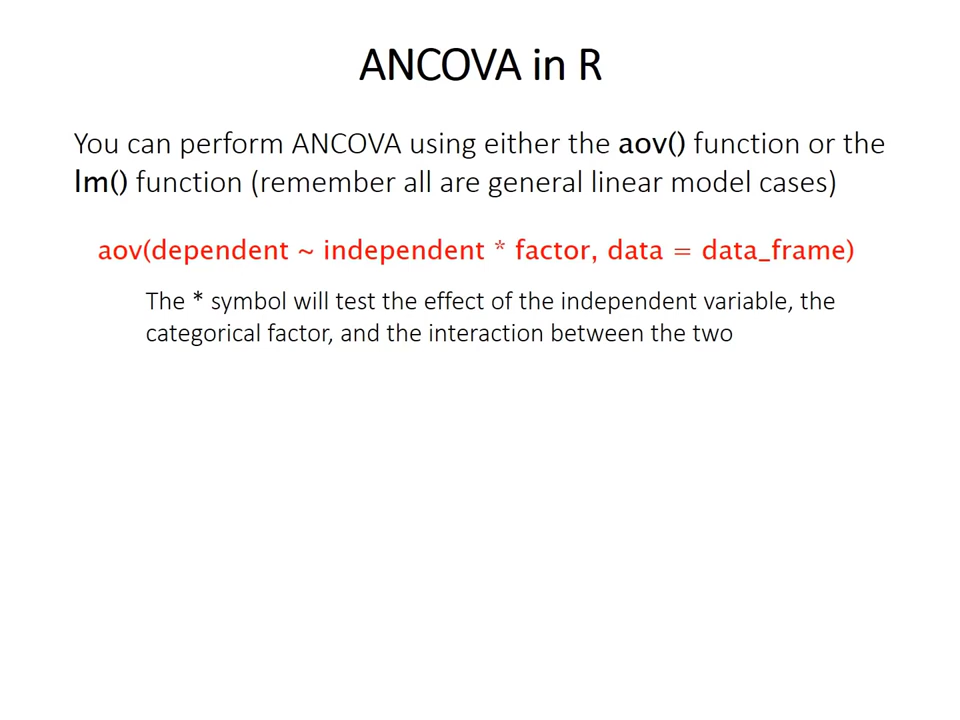 ANCOVA in R
You can perform ANCOVA using either the aov() function or the
lm() function (remember all are general linear model cases)
aov(dependent ~ independent * factor, data = data_frame)
The * symbol will test the effect of the independent variable, the
categorical factor, and the interaction between the two